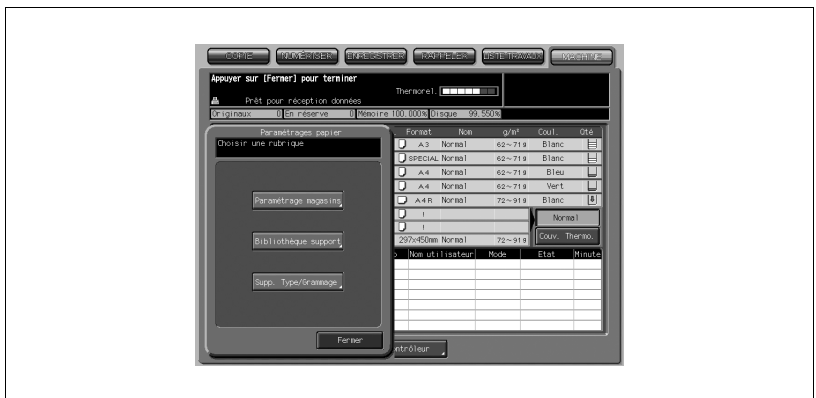 COPIE NUMÉRISER ENREGISTRER RAPPELER LISTE TRAVAUX MACHINE
Appuyer sur [Fermer] pour terminer
Thermorel.
Prêt pour réception données
Originaux 0 En réserve 0 Mémoire 100.000% Disque 99.550%
Paramétrages papier
Choisir une rubrique
Paramétrage magasins
Bibliothèque support
Supp. Type/Grammage
Fermer
Format Nom g/m² Coul. Qté
A3 Normal 62~71g Blanc
SPECIAL Normal 62~71g Blanc
A4 Normal 62~71g Bleu
A4 Normal 62~71g Vert
A4R Normal 72~91g Blanc
!
!
297x450mm Normal 72~91g
Normal
Couv. Thermo.
Nom utilisateur Mode Etat Minute
ntrôleur